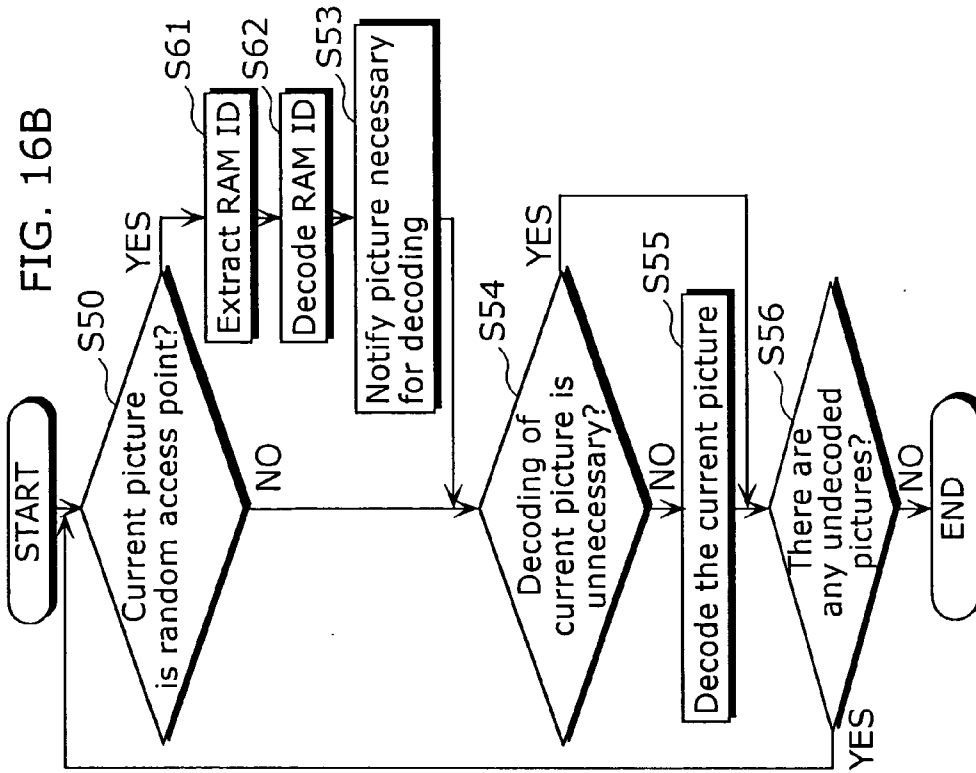 FIG. 16B
START
S50
Current picture
is random access point?
YES
NO
S61
Extract RAM ID
S62
Decode RAM ID
S53
Notify picture necessary
for decoding
S54
Decoding of
current picture is
unnecessary?
YES
NO
S55
Decode the current picture
S56
There are
any undecoded
pictures?
YES
NO
END